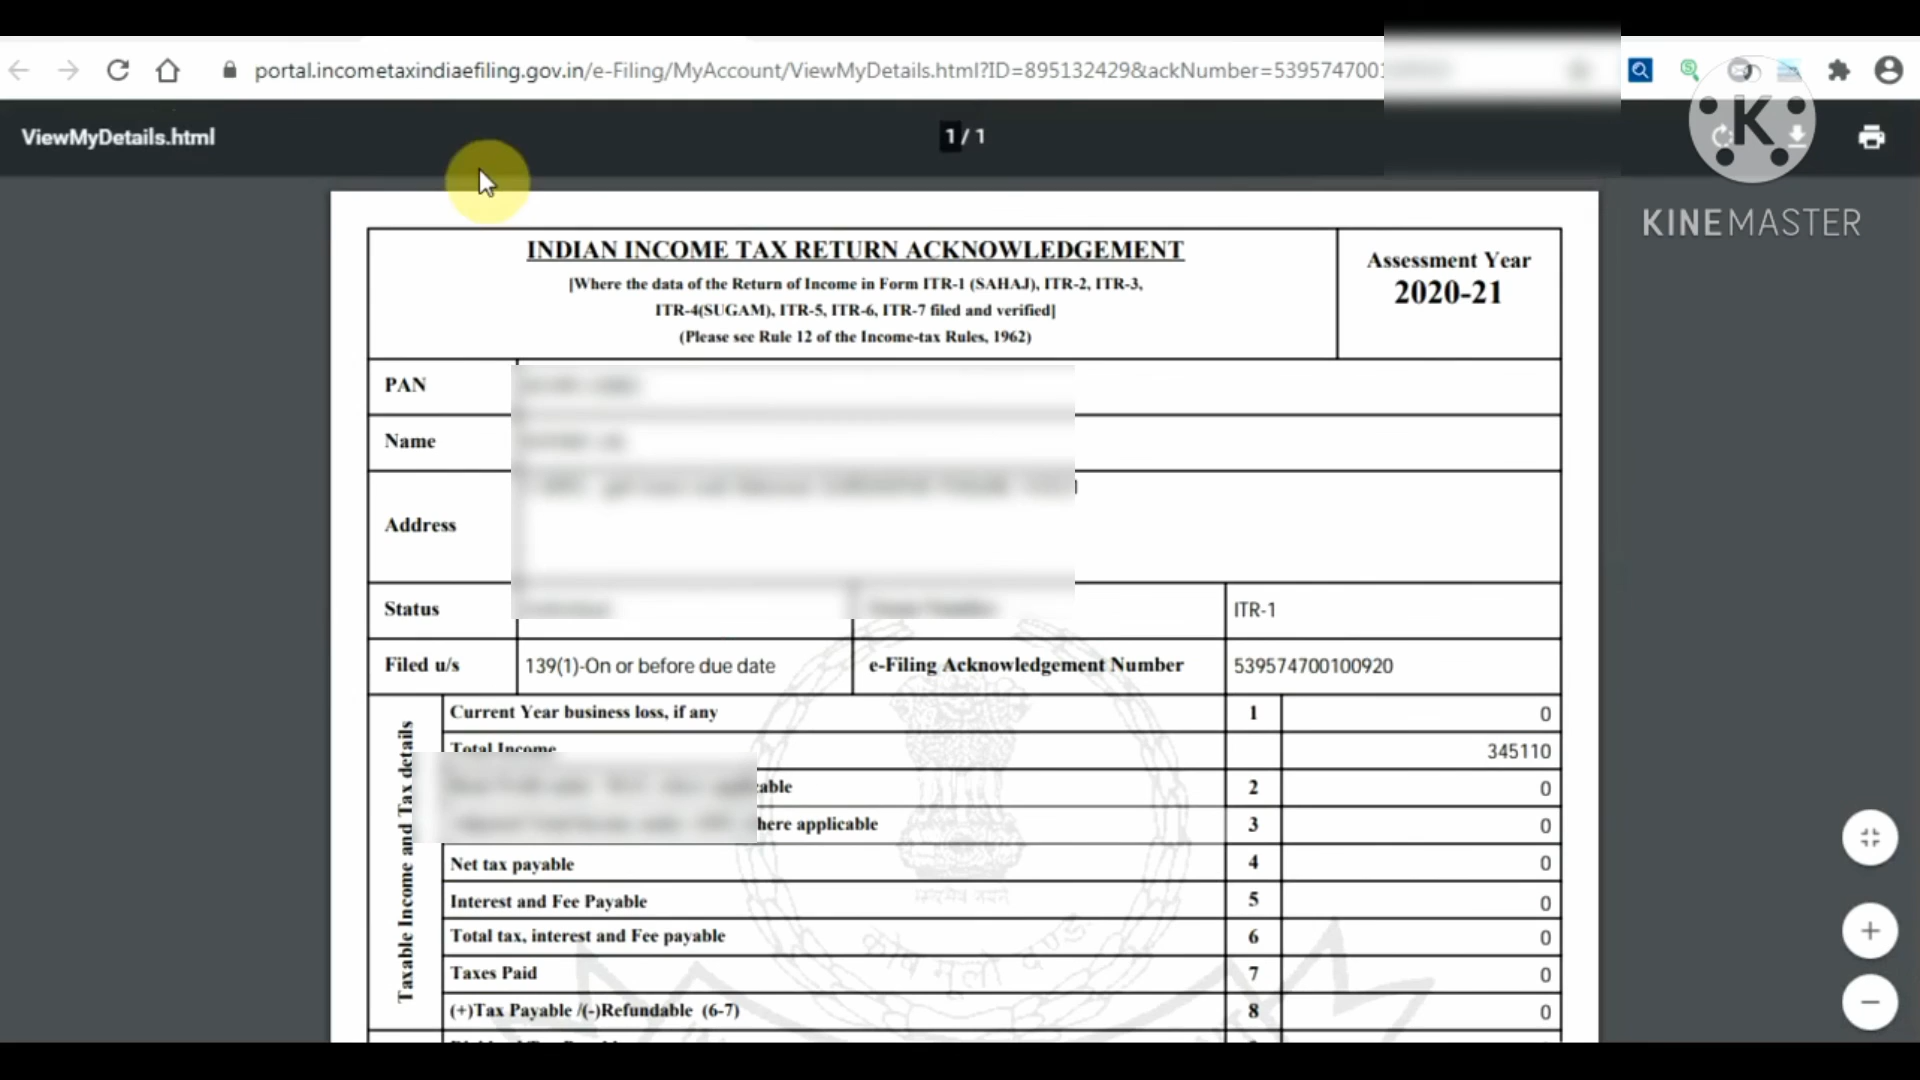 portal.incometaxindiaefiling.gov.in/e-Filing/MyAccount/ViewMyDetails.html?ID=895132429&ackNumber=539574700
ViewMyDetails.html
1 / 1
K
KINEMASTER
INDIAN INCOME TAX RETURN ACKNOWLEDGEMENT
[Where the data of the Return of Income in Form ITR-1 (SAHAJ), ITR-2, ITR-3,
ITR-4(SUGAM), ITR-5, ITR-6, ITR-7 filed and verified]
(Please see Rule 12 of the Income-tax Rules, 1962)
Assessment Year
2020-21
PAN
Name
Address
Status
ITR-1
Filed u/s 139(1)-On or before due date e-Filing Acknowledgement Number 539574700100920
Taxable Income and Tax details
Current Year business loss, if any 1 0
Total Income 345110
able 2 0
here applicable 3 0
Net tax payable 4 0
Interest and Fee Payable 5 0
Total tax, interest and Fee payable 6 0
Taxes Paid 7 0
(+)Tax Payable /(-)Refundable (6-7) 8 0
सत्यमेव जयते
कोष मूलो दण्ड